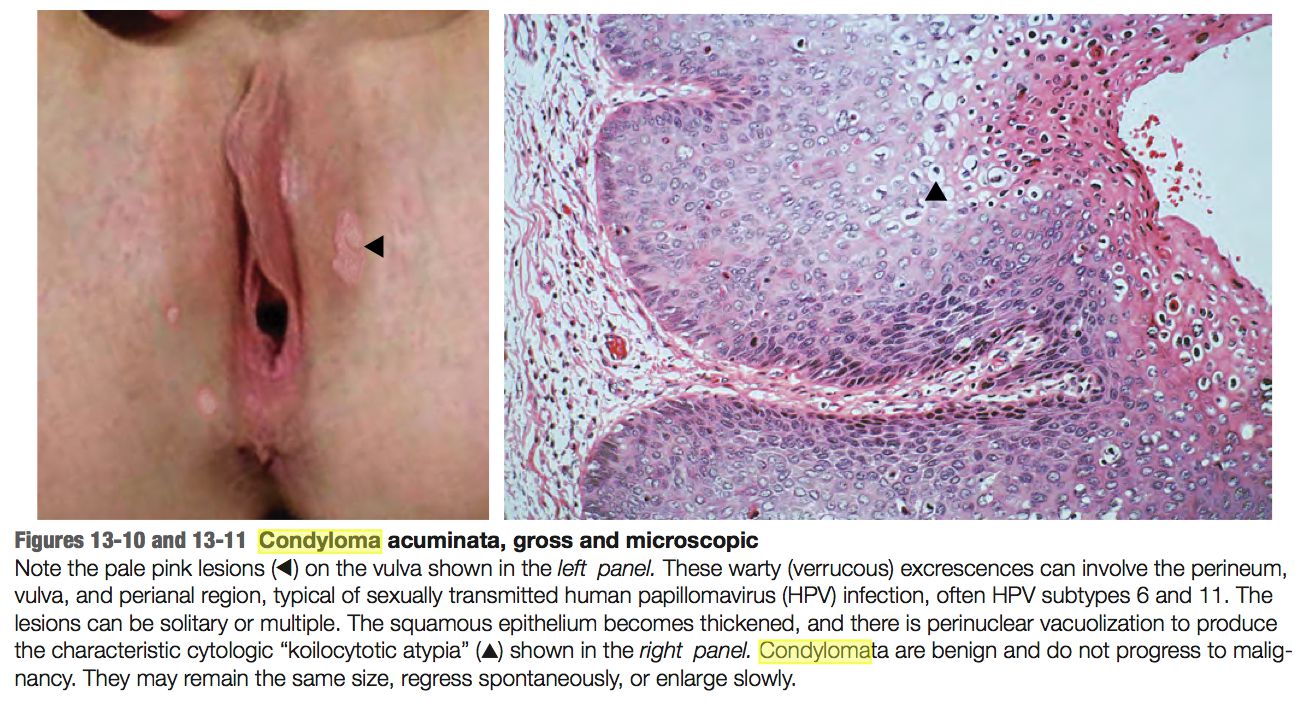 Figures 13-10 and 13-11 Condyloma acuminata, gross and microscopic
Note the pale pink lesions (◀) on the vulva shown in the left panel. These warty (verrucous) excrescences can involve the perineum,
vulva, and perianal region, typical of sexually transmitted human papillomavirus (HPV) infection, often HPV subtypes 6 and 11. The
lesions can be solitary or multiple. The squamous epithelium becomes thickened, and there is perinuclear vacuolization to produce
the characteristic cytologic “koilocytotic atypia” (▲) shown in the right panel. Condylomata are benign and do not progress to malig-
nancy. They may remain the same size, regress spontaneously, or enlarge slowly.